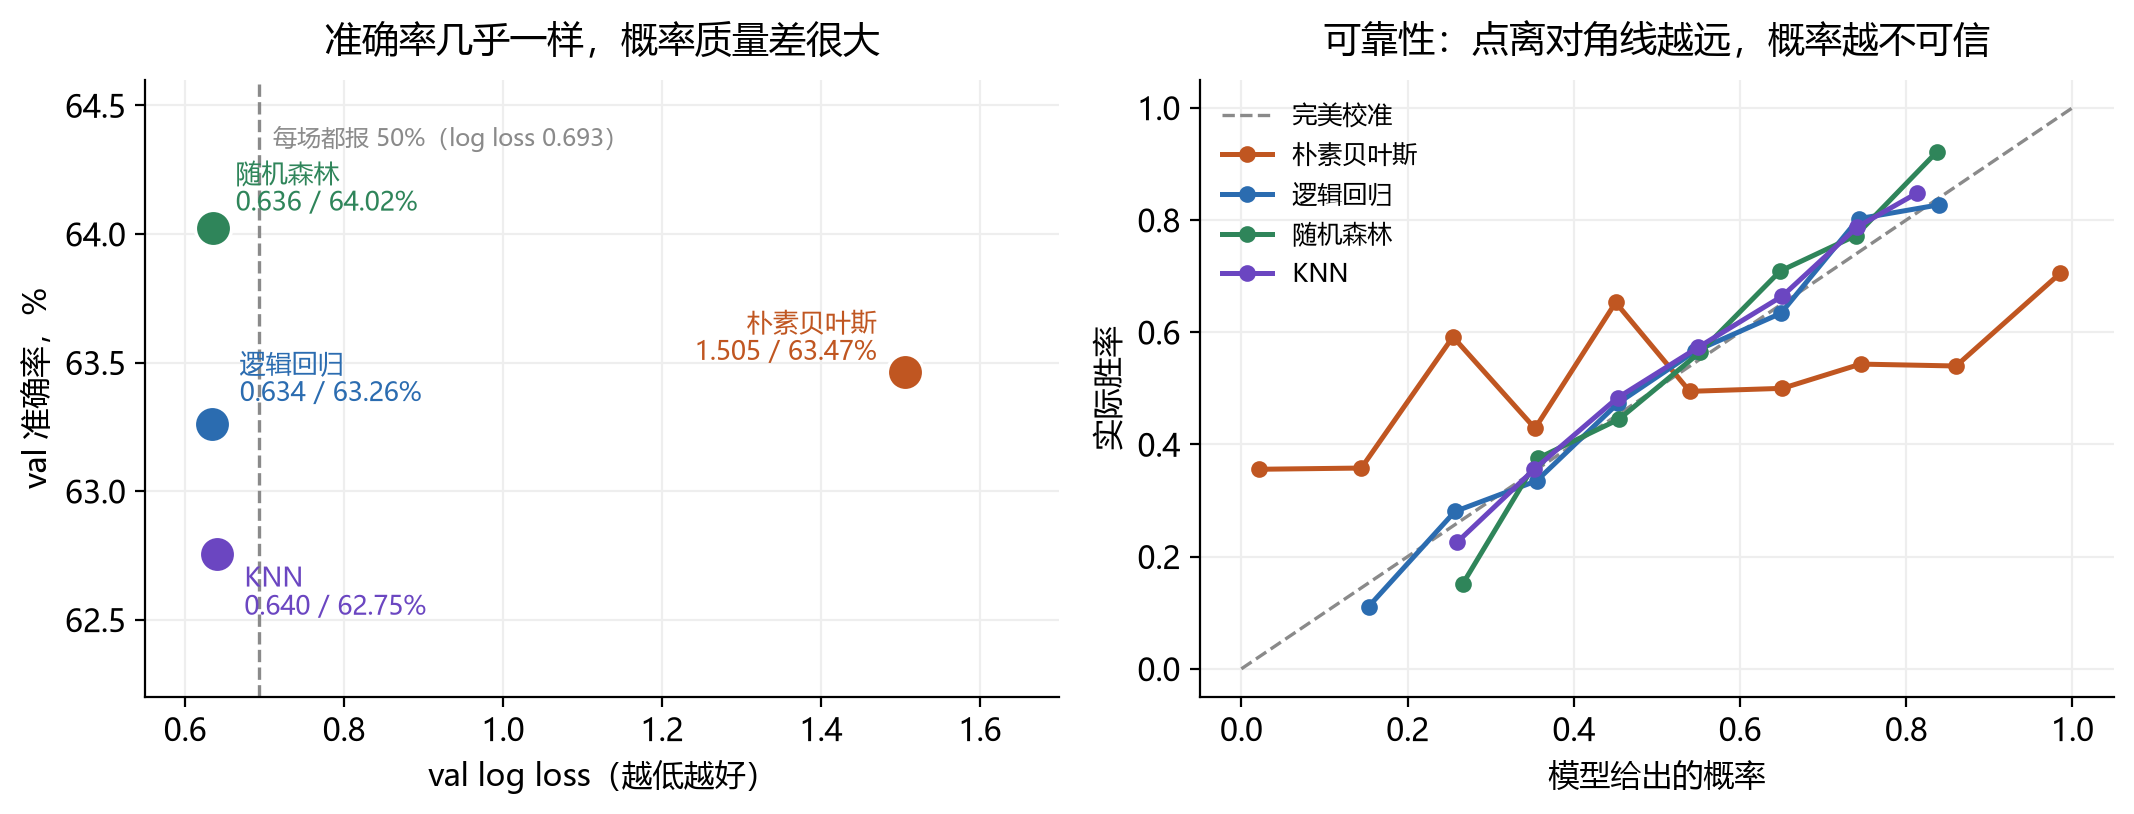 准确率几乎一样，概率质量差很大
64.5
64.0
63.5
63.0
62.5
val 准确率，%
每场都报 50%（log loss 0.693）
随机森林
0.636 / 64.02%
朴素贝叶斯
1.505 / 63.47%
逻辑回归
0.634 / 63.26%
KNN
0.640 / 62.75%
0.6
0.8
1.0
1.2
1.4
1.6
val log loss（越低越好）
可靠性：点离对角线越远，概率越不可信
1.0
0.8
0.6
0.4
0.2
0.0
实际胜率
完美校准
朴素贝叶斯
逻辑回归
随机森林
KNN
0.0
0.2
0.4
0.6
0.8
1.0
模型给出的概率